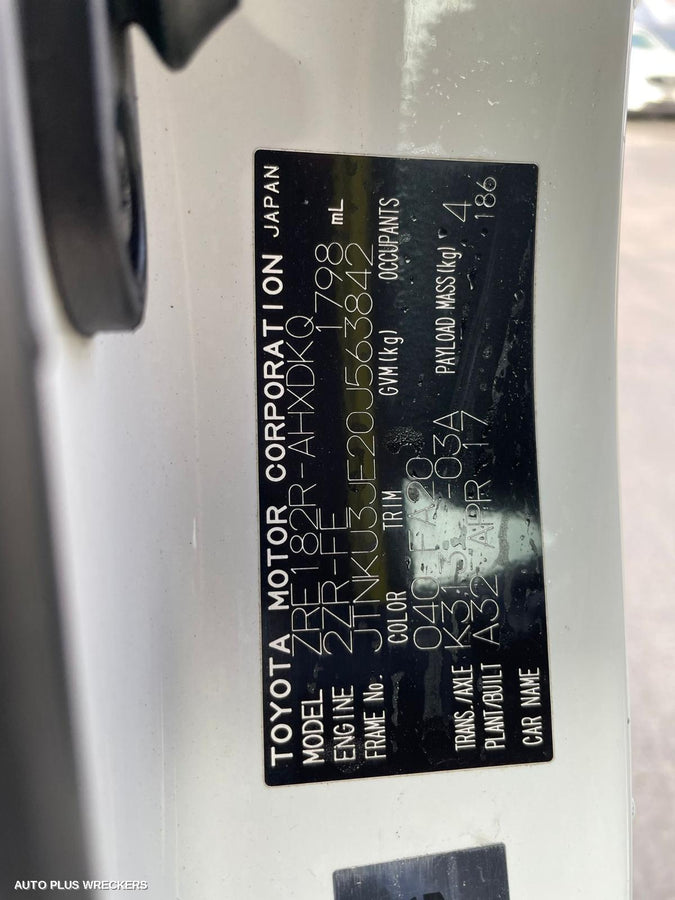 TOYOTA MOTOR CORPORATION JAPAN
MODEL ZRE182R-AHXDKQ
ENGINE 2ZR-FE 1798 mL
FRAME No. JTNKU3JE20J563842
COLOR TRIM GVM(kg) OCCUPANTS
040 FA20
TRANS./AXLE K313 -03A PAYLOAD MASS(kg) 4
PLANT/BUILT A32 APR 17 186
CAR NAME
AUTO PLUS WRECKERS